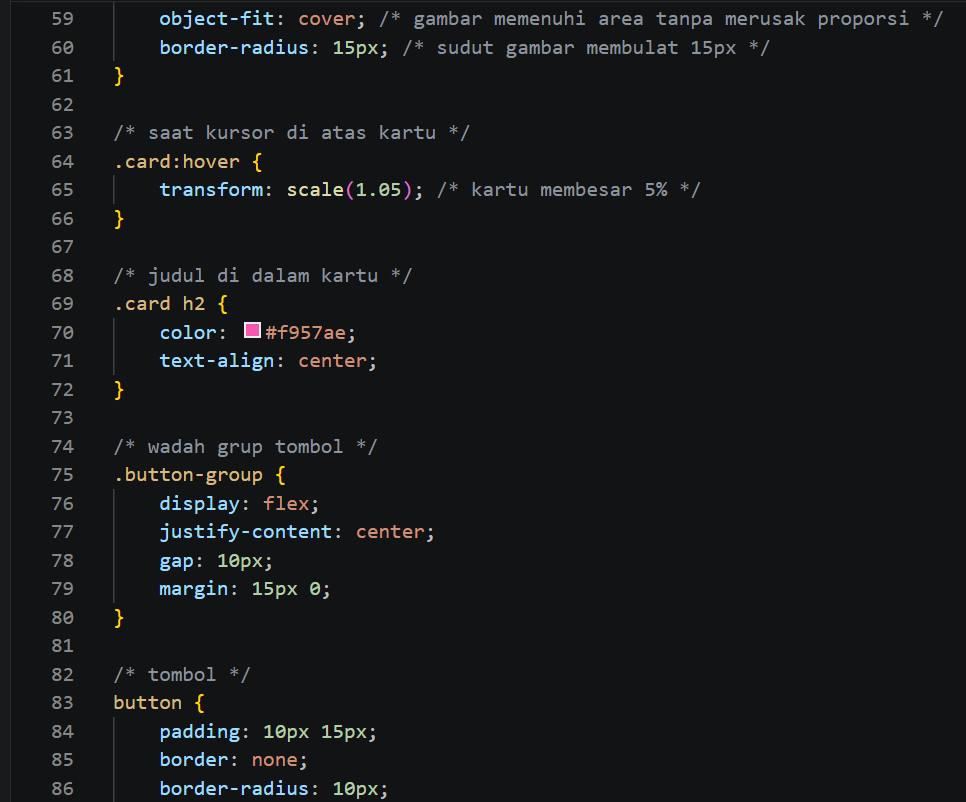 59 object-fit: cover; /* gambar memenuhi area tanpa merusak proporsi */
60 border-radius: 15px; /* sudut gambar membulat 15px */
61 }
62
63 /* saat kursor di atas kartu */
64 .card:hover {
65 transform: scale(1.05); /* kartu membesar 5% */
66 }
67
68 /* judul di dalam kartu */
69 .card h2 {
70 color: #f957ae;
71 text-align: center;
72 }
73
74 /* wadah grup tombol */
75 .button-group {
76 display: flex;
77 justify-content: center;
78 gap: 10px;
79 margin: 15px 0;
80 }
81
82 /* tombol */
83 button {
84 padding: 10px 15px;
85 border: none;
86 border-radius: 10px;